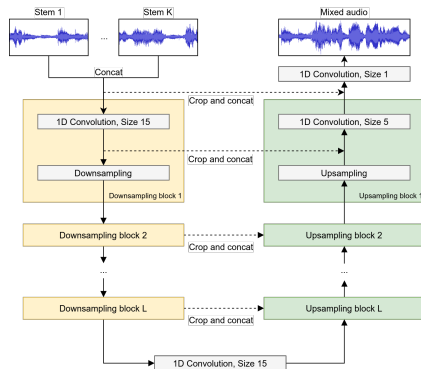 Stem 1
Stem K
Mixed audio
...
Concat
1D Convolution, Size 1
Crop and concat
1D Convolution, Size 15
1D Convolution, Size 5
Crop and concat
Downsampling
Upsampling
Downsampling block 1
Upsampling block 1
Downsampling block 2
Upsampling block 2
Crop and concat
...
...
Downsampling block L
Upsampling block L
Crop and concat
1D Convolution, Size 15